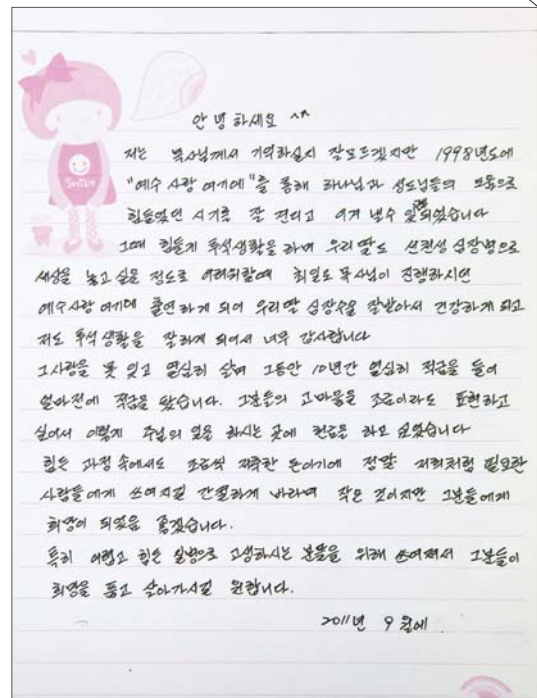 안녕하세요 ^^
저는 목사님께서 기억하실지 잘모르겠지만 1998년도에
"예수사랑 여기에"를 통해 하나님과 성도님들의 도움으로
힘들었던 시기를 잘 견디고 이겨 낼수 있었습니다
그때 힘들게 투석생활을 하며 우리딸도 선천성 심장병으로
세상을 놓고 싶을 정도로 어려워할때 최일도 목사님이 진행하시던
예수사랑 여기에 출연하게 되어 우리딸 심장수술 잘받아서 건강하게 되고
저도 투석 생활을 잘하게 되어서 너무 감사합니다
그사랑을 못 잊고 열심히 살며 그동안 10년간 열심히 적금을 들어
얼마전에 적금을 탔습니다. 그분들의 고마움을 조금이라도 표현하고
싶어서 이렇게 주님의 일을 하시는 곳에 헌금을 하고 싶었습니다
힘든 과정 속에서도 조금씩 저축한 돈이기에 정말 저희처럼 필요한
사람들에게 쓰여지길 간절하게 바라며 작은 것이지만 그분들에게
희망이 되었음 좋겠습니다.
특히 어렵고 힘든 질병으로 고생하시는 분들을 위해 쓰여져서 그분들이
희망을 품고 살아가시길 원합니다.
2011년 9월에
SMILE